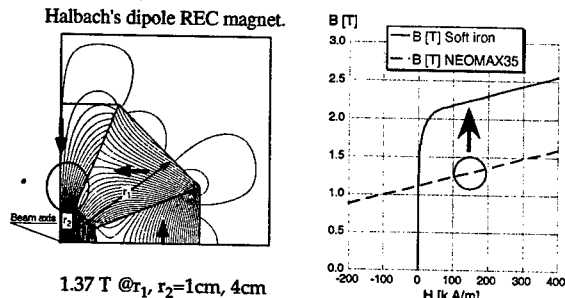 Halbach's dipole REC magnet.
r₁
r₂
Beam axis
1.37 T @r₁, r₂=1cm, 4cm
B [T]
B [T] Soft iron
B [T] NEOMAX35
3.0
2.5
2.0
1.5
1.0
0.5
0.0
-200 -100 0 100 200 300 400
H [k A/m]